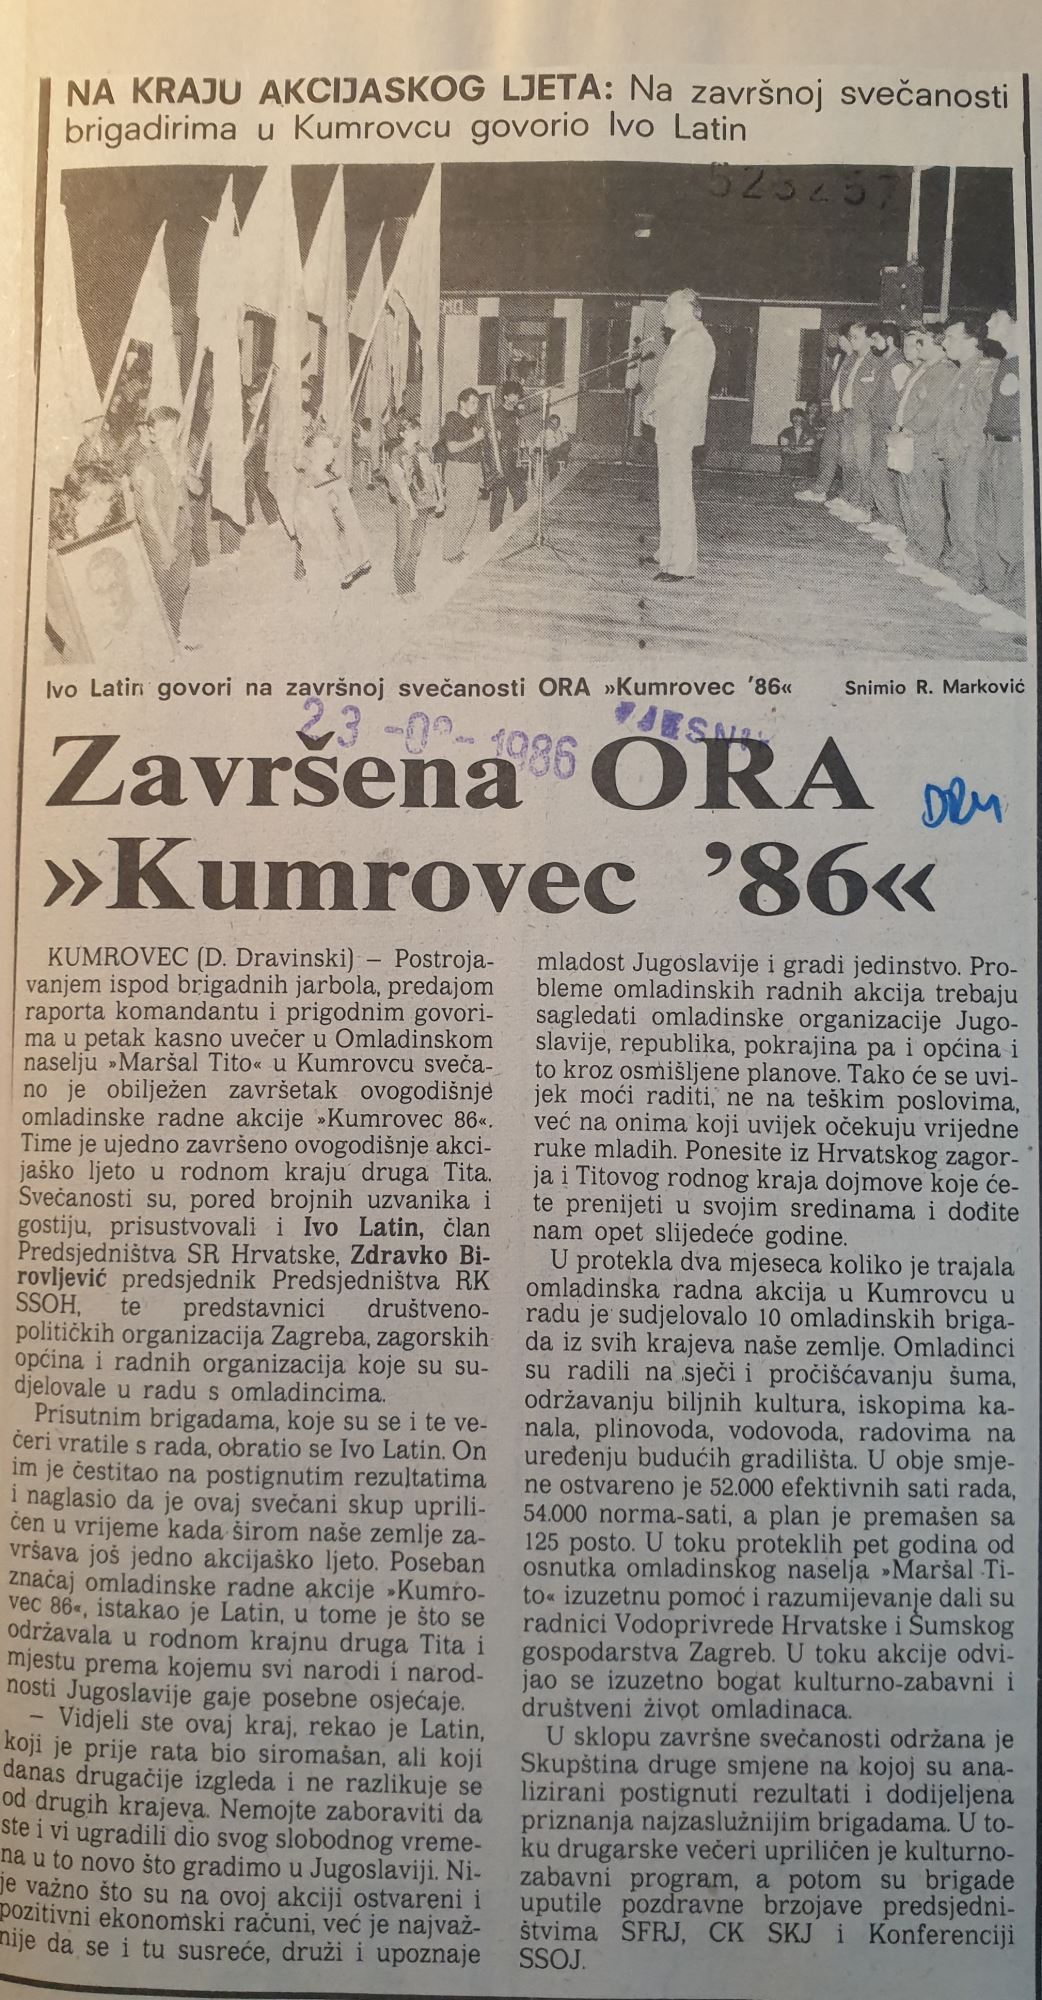 NA KRAJU AKCIJASKOG LJETA: Na završnoj svečanosti
brigadirima u Kumrovcu govorio Ivo Latin
523257
Ivo Latin govori na završnoj svečanosti ORA »Kumrovec ’86« Snimio R. Marković
23 -09- 1986 VJESNIK
Završena ORA
DRM
»Kumrovec ’86«
KUMROVEC (D. Dravinski) – Postroja-
vanjem ispod brigadnih jarbola, predajom
raporta komandantu i prigodnim govori-
ma u petak kasno uvečer u Omladinskom
naselju »Maršal Tito« u Kumrovcu sveča-
no je obilježen završetak ovogodišnje
omladinske radne akcije »Kumrovec 86«.
Time je ujedno završeno ovogodišnje akci-
jaško ljeto u rodnom kraju druga Tita.
Svečanosti su, pored brojnih uzvanika i
gostiju, prisustvovali i Ivo Latin, član
Predsjedništva SR Hrvatske, Zdravko Bi-
rovljević predsjednik Predsjedništva RK
SSOH, te predstavnici društveno-
političkih organizacija Zagreba, zagorskih
općina i radnih organizacija koje su su-
djelovale u radu s omladincima.
Prisutnim brigadama, koje su se i te ve-
čeri vratile s rada, obratio se Ivo Latin. On
im je čestitao na postignutim rezultatima
i naglasio da je ovaj svečani skup uprili-
čen u vrijeme kada širom naše zemlje za-
vršava još jedno akcijaško ljeto. Poseban
značaj omladinske radne akcije »Kumro-
vec 86«, istakao je Latin, u tome je što se
održavala u rodnom krajnu druga Tita i
mjestu prema kojemu svi narodi i narod-
nosti Jugoslavije gaje posebne osjećaje.
– Vidjeli ste ovaj kraj, rekao je Latin,
koji je prije rata bio siromašan, ali koji
danas drugačije izgleda i ne razlikuje se
od drugih krajeva. Nemojte zaboraviti da
ste i vi ugradili dio svog slobodnog vreme-
na u to novo što gradimo u Jugoslaviji. Ni-
je važno što su na ovoj akciji ostvareni i
pozitivni ekonomski računi, već je najvaž-
nije da se i tu susreće, druži i upoznaje
mladost Jugoslavije i gradi jedinstvo. Pro-
bleme omladinskih radnih akcija trebaju
sagledati omladinske organizacije Jugo-
slavije, republika, pokrajina pa i općina i
to kroz osmišljene planove. Tako će se uvi-
jek moći raditi, ne na teškim poslovima,
već na onima koji uvijek očekuju vrijedne
ruke mladih. Ponesite iz Hrvatskog zagor-
ja i Titovog rodnog kraja dojmove koje će-
te prenijeti u svojim sredinama i dođite
nam opet slijedeće godine.
U protekla dva mjeseca koliko je trajala
omladinska radna akcija u Kumrovcu u
radu je sudjelovalo 10 omladinskih briga-
da iz svih krajeva naše zemlje. Omladinci
su radili na sječi i pročišćavanju šuma,
održavanju biljnih kultura, iskopima ka-
nala, plinovoda, vodovoda, radovima na
uređenju budućih gradilišta. U obje smje-
ne ostvareno je 52.000 efektivnih sati rada,
54.000 norma-sati, a plan je premašen sa
125 posto. U toku proteklih pet godina od
osnutka omladinskog naselja »Maršal Ti-
to« izuzetnu pomoć i razumijevanje dali su
radnici Vodoprivrede Hrvatske i Šumskog
gospodarstva Zagreb. U toku akcije odvi-
jao se izuzetno bogat kulturno-zabavni i
društveni život omladinaca.
U sklopu završne svečanosti održana je
Skupština druge smjene na kojoj su ana-
lizirani postignuti rezultati i dodijeljena
priznanja najzaslužnijim brigadama. U to-
ku drugarske večeri upriličen je kulturno-
zabavni program, a potom su brigade
uputile pozdravne brzojave predsjedni-
štvima SFRJ, CK SKJ i Konferenciji
SSOJ.